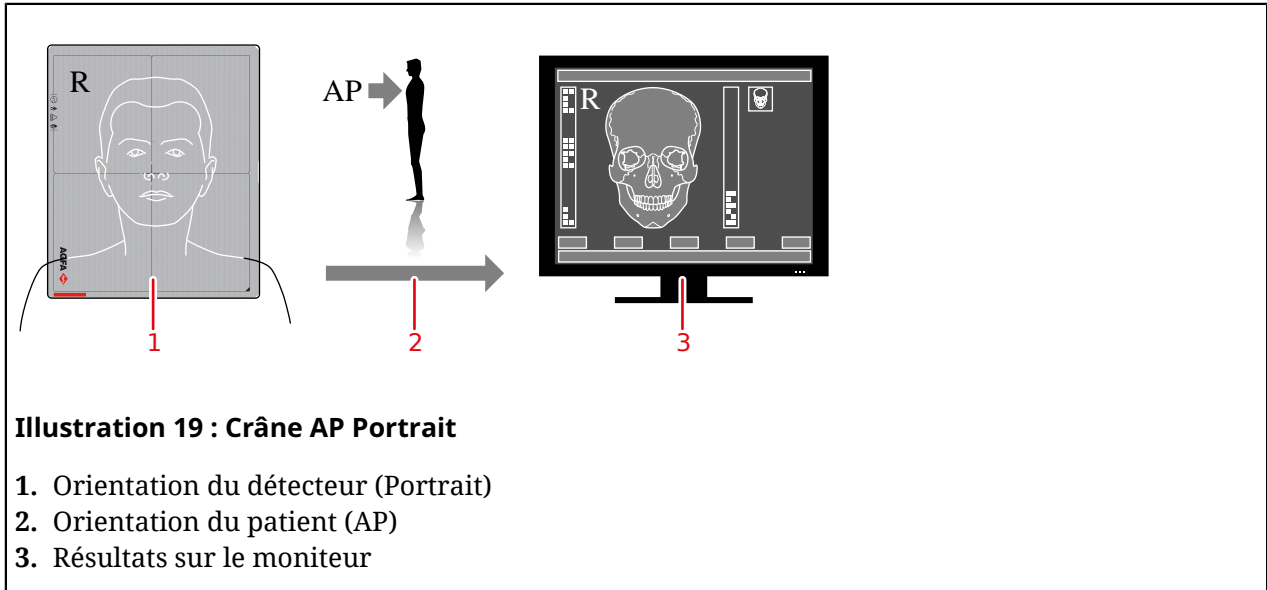 R
AGFA
1
AP
2
R
3
Illustration 19 : Crâne AP Portrait
1. Orientation du détecteur (Portrait)
2. Orientation du patient (AP)
3. Résultats sur le moniteur